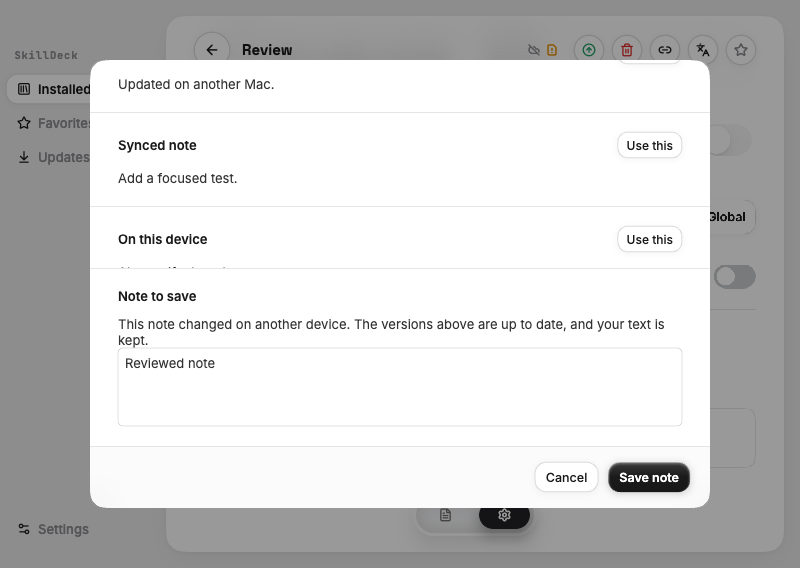 SkillDeck
Review
Installed
Favorites
Updates
Updated on another Mac.
Synced note
Use this
Add a focused test.
Global
On this device
Use this
Note to save
This note changed on another device. The versions above are up to date, and your text is
kept.
Reviewed note
Cancel
Save note
Settings